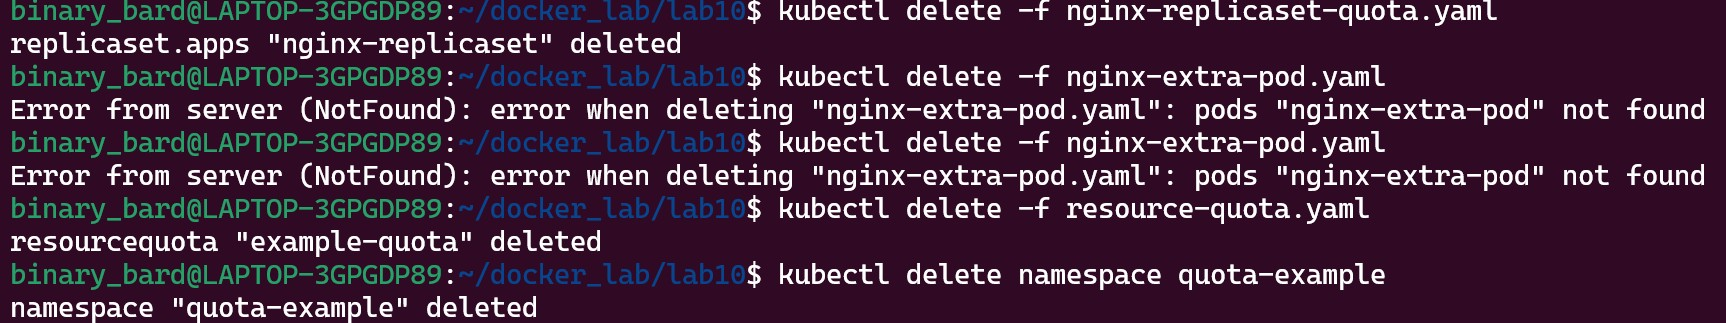 binary_bard@LAPTOP-3GPGDP89:~/docker_lab/lab10$ kubectl delete -f nginx-replicaset-quota.yaml
replicaset.apps "nginx-replicaset" deleted
binary_bard@LAPTOP-3GPGDP89:~/docker_lab/lab10$ kubectl delete -f nginx-extra-pod.yaml
Error from server (NotFound): error when deleting "nginx-extra-pod.yaml": pods "nginx-extra-pod" not found
binary_bard@LAPTOP-3GPGDP89:~/docker_lab/lab10$ kubectl delete -f nginx-extra-pod.yaml
Error from server (NotFound): error when deleting "nginx-extra-pod.yaml": pods "nginx-extra-pod" not found
binary_bard@LAPTOP-3GPGDP89:~/docker_lab/lab10$ kubectl delete -f resource-quota.yaml
resourcequota "example-quota" deleted
binary_bard@LAPTOP-3GPGDP89:~/docker_lab/lab10$ kubectl delete namespace quota-example
namespace "quota-example" deleted